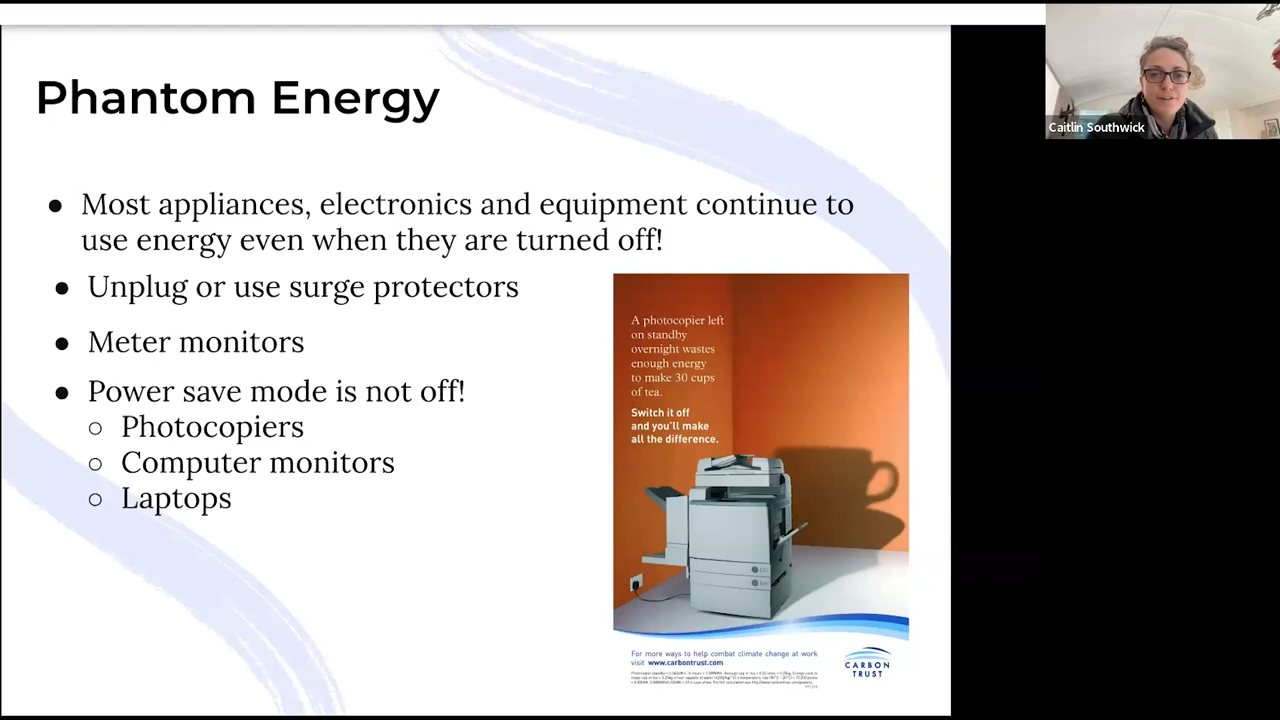 Phantom Energy
● Most appliances, electronics and equipment continue to
use energy even when they are turned off!
● Unplug or use surge protectors
● Meter monitors
● Power save mode is not off!
○ Photocopiers
○ Computer monitors
○ Laptops
A photocopier left
on standby
overnight wastes
enough energy
to make 30 cups
of tea.
Switch it off
and you'll make
all the difference.
For more ways to help combat climate change at work
visit www.carbontrust.com
CARBON
TRUST
Caitlin Southwick